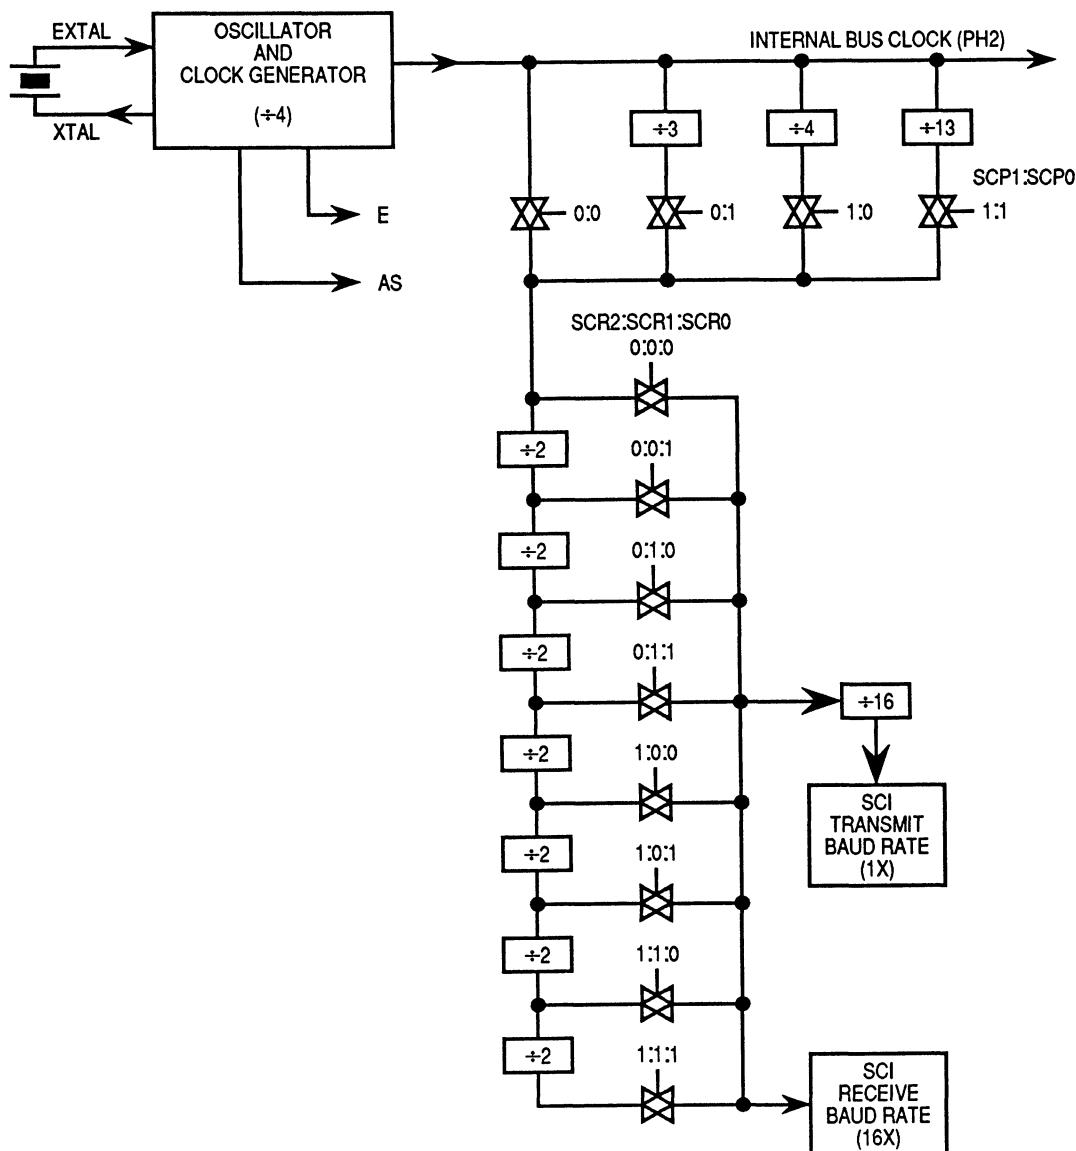 EXTAL
XTAL
OSCILLATOR
AND
CLOCK GENERATOR
(÷4)
INTERNAL BUS CLOCK (PH2)
÷3
÷4
÷13
SCP1:SCP0
0:0
0:1
1:0
1:1
E
AS
SCR2:SCR1:SCR0
0:0:0
÷2
0:0:1
÷2
0:1:0
÷2
0:1:1
÷16
÷2
1:0:0
SCI
TRANSMIT
BAUD RATE
(1X)
÷2
1:0:1
÷2
1:1:0
÷2
1:1:1
SCI
RECEIVE
BAUD RATE
(16X)